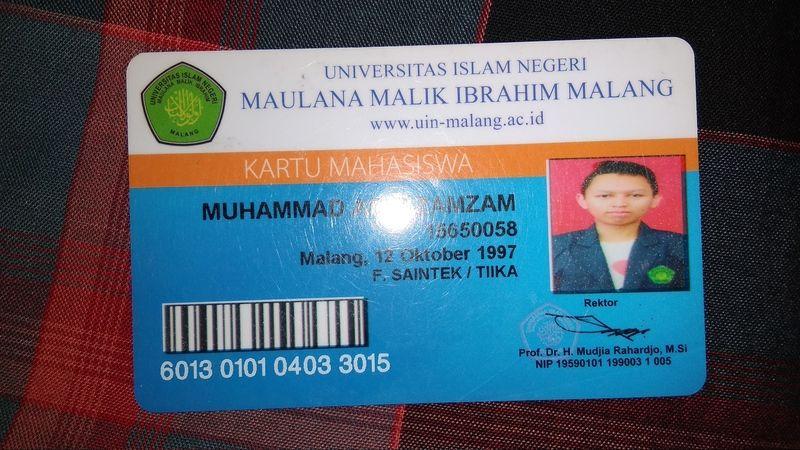 UNIVERSITAS ISLAM NEGERI
MAULANA MALIK IBRAHIM MALANG
www.uin-malang.ac.id
UNIVERSITAS ISLAM NEGERI
MAULANA MALIK IBRAHIM
MALANG
KARTU MAHASISWA
MUHAMMAD ZAMZAM
15650058
Malang, 12 Oktober 1997
F. SAINTEK / TIIKA
Rektor
6013 0101 0403 3015
Prof. Dr. H. Mudjia Rahardjo, M.Si
NIP 19590101 199003 1 005